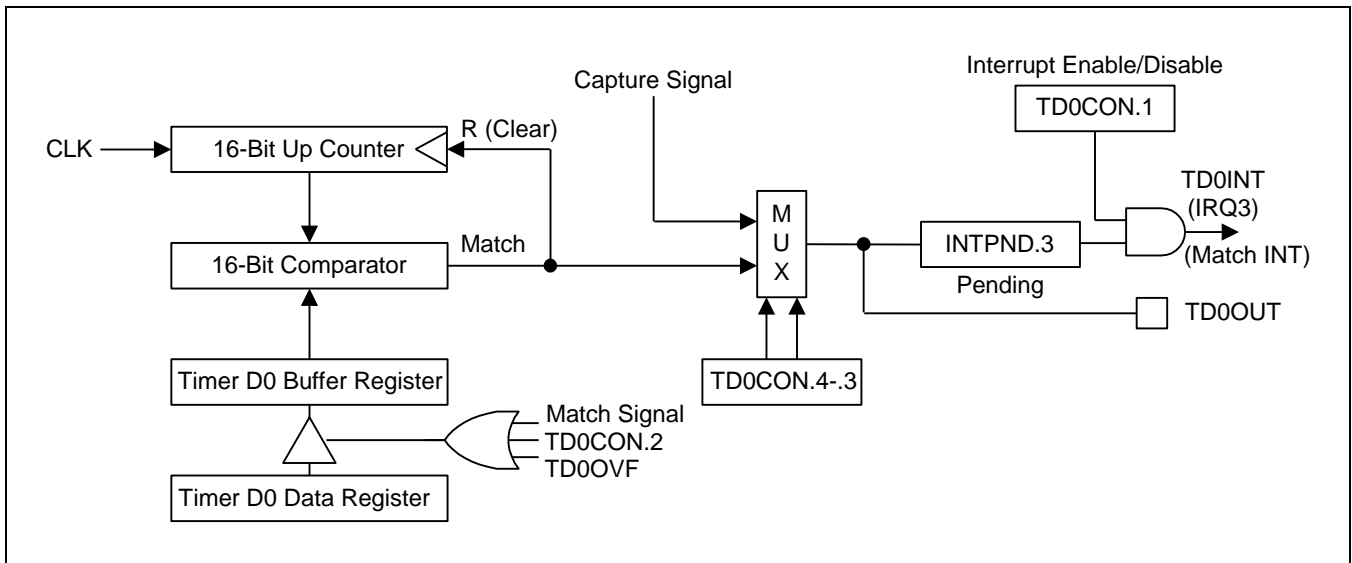 Interrupt Enable/Disable
Capture Signal
TD0CON.1
CLK
16-Bit Up Counter
R (Clear)
TD0INT
(IRQ3)
M
U
X
16-Bit Comparator
Match
INTPND.3
(Match INT)
Pending
TD0OUT
Timer D0 Buffer Register
TD0CON.4-.3
Match Signal
TD0CON.2
TD0OVF
Timer D0 Data Register